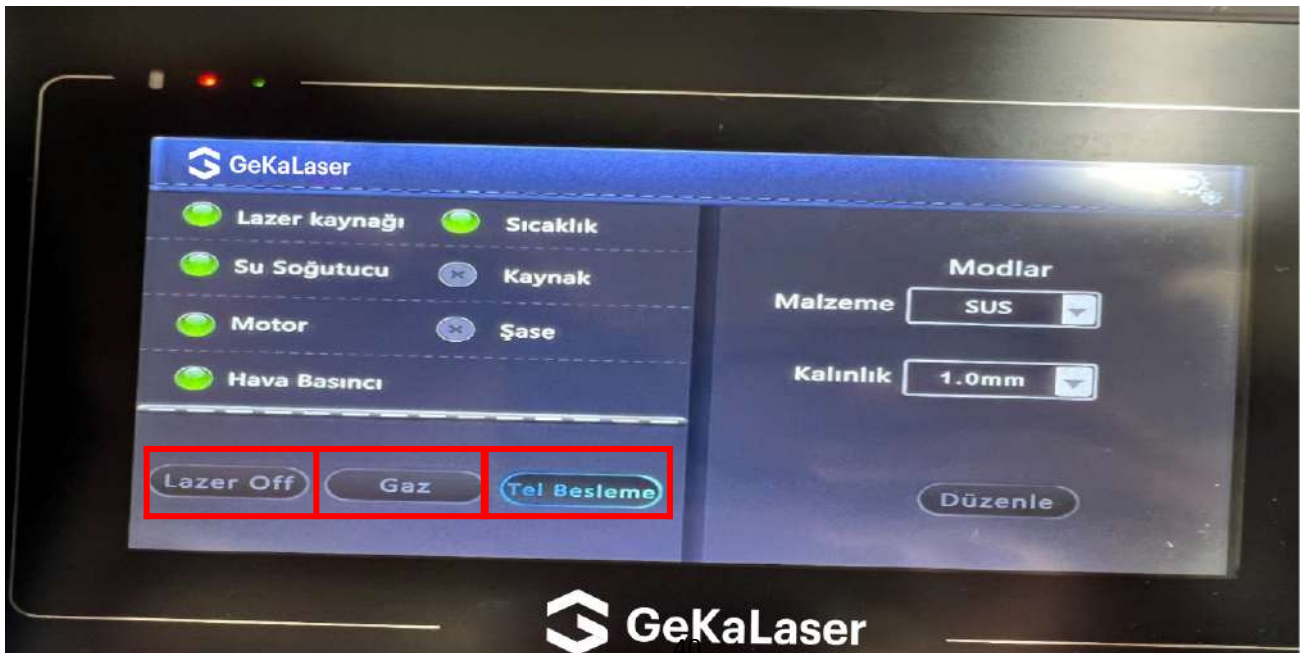 GeKaLaser
Lazer kaynağı Sıcaklık
Su Soğutucu Kaynak
Motor Şase
Hava Basıncı
Lazer Off Gaz Tel Besleme
Modlar
Malzeme SUS
Kalınlık 1.0mm
Düzenle
GeKaLaser
40